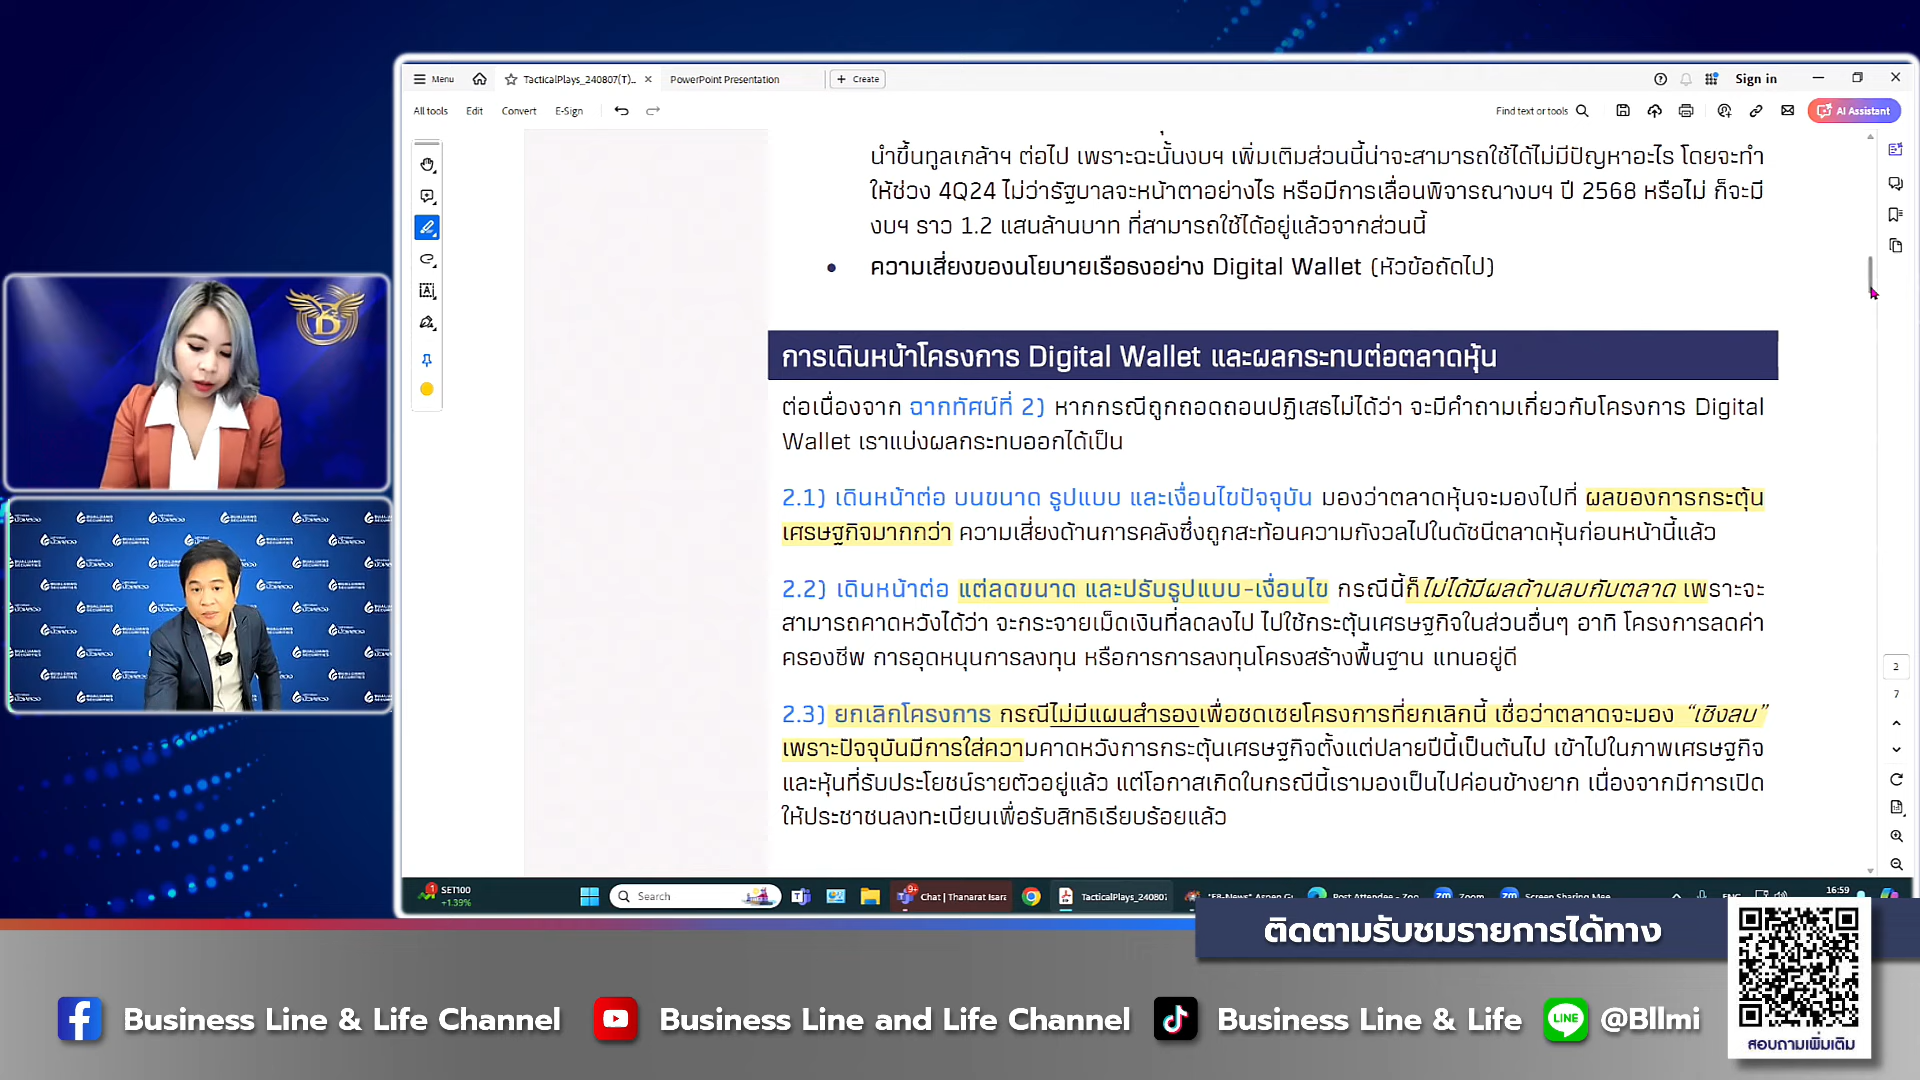 Menu
TacticalPlays_240807(T)...
PowerPoint Presentation
Create
Sign in
All tools
Edit
Convert
E-Sign
Find text or tools
AI Assistant
นำขึ้นทูลเกล้าฯ ต่อไป เพราะฉะนั้นงบฯ เพิ่มเติมส่วนนี้น่าจะสามารถใช้ได้ไม่มีปัญหาอะไร โดยจะทำ
ให้ช่วง 4Q24 ไม่ว่ารัฐบาลจะหน้าตาอย่างไร หรือมีการเลื่อนพิจารณางบฯ ปี 2568 หรือไม่ ก็จะมี
งบฯ ราว 1.2 แสนล้านบาท ที่สามารถใช้ได้อยู่แล้วจากส่วนนี้
• ความเสี่ยงของนโยบายเรือธงอย่าง Digital Wallet (หัวข้อถัดไป)
การเดินหน้าโครงการ Digital Wallet และผลกระทบต่อตลาดหุ้น
ต่อเนื่องจาก ฉากทัศน์ที่ 2) หากกรณีถูกถอดถอนปฏิเสธไม่ได้ว่า จะมีคำถามเกี่ยวกับโครงการ Digital
Wallet เราแบ่งผลกระทบออกได้เป็น
2.1) เดินหน้าต่อ บนขนาด รูปแบบ และเงื่อนไขปัจจุบัน มองว่าตลาดหุ้นจะมองไปที่ ผลของการกระตุ้น
เศรษฐกิจมากกว่า ความเสี่ยงด้านการคลังซึ่งถูกสะท้อนความกังวลไปในดัชนีตลาดหุ้นก่อนหน้านี้แล้ว
2.2) เดินหน้าต่อ แต่ลดขนาด และปรับรูปแบบ-เงื่อนไข กรณีนี้ก็ไม่ได้มีผลด้านลบกับตลาด เพราะจะ
สามารถคาดหวังได้ว่า จะกระจายเม็ดเงินที่ลดลงไป ไปใช้กระตุ้นเศรษฐกิจในส่วนอื่นๆ อาทิ โครงการลดค่า
ครองชีพ การอุดหนุนการลงทุน หรือการการลงทุนโครงสร้างพื้นฐาน แทนอยู่ดี
2.3) ยกเลิกโครงการ กรณีไม่มีแผนสำรองเพื่อชดเชยโครงการที่ยกเลิกนี้ เชื่อว่าตลาดจะมอง “เชิงลบ”
เพราะปัจจุบันมีการใส่ความคาดหวังการกระตุ้นเศรษฐกิจตั้งแต่ปลายปีนี้เป็นต้นไป เข้าไปในภาพเศรษฐกิจ
และหุ้นที่รับประโยชน์รายตัวอยู่แล้ว แต่โอกาสเกิดในกรณีนี้เรามองเป็นไปค่อนข้างยาก เนื่องจากมีการเปิด
ให้ประชาชนลงทะเบียนเพื่อรับสิทธิเรียบร้อยแล้ว
2
7
SET100
+1.39%
Search
Chat | Thanarat Isara
TacticalPlays_240807
Post Attendee - Zoo
Zoom
Screen Sharing Mee
ENG
16:59
ติดตามรับชมรายการได้ทาง
Business Line & Life Channel
Business Line and Life Channel
Business Line & Life
LINE
@Bllmi
สอบถามเพิ่มเติม